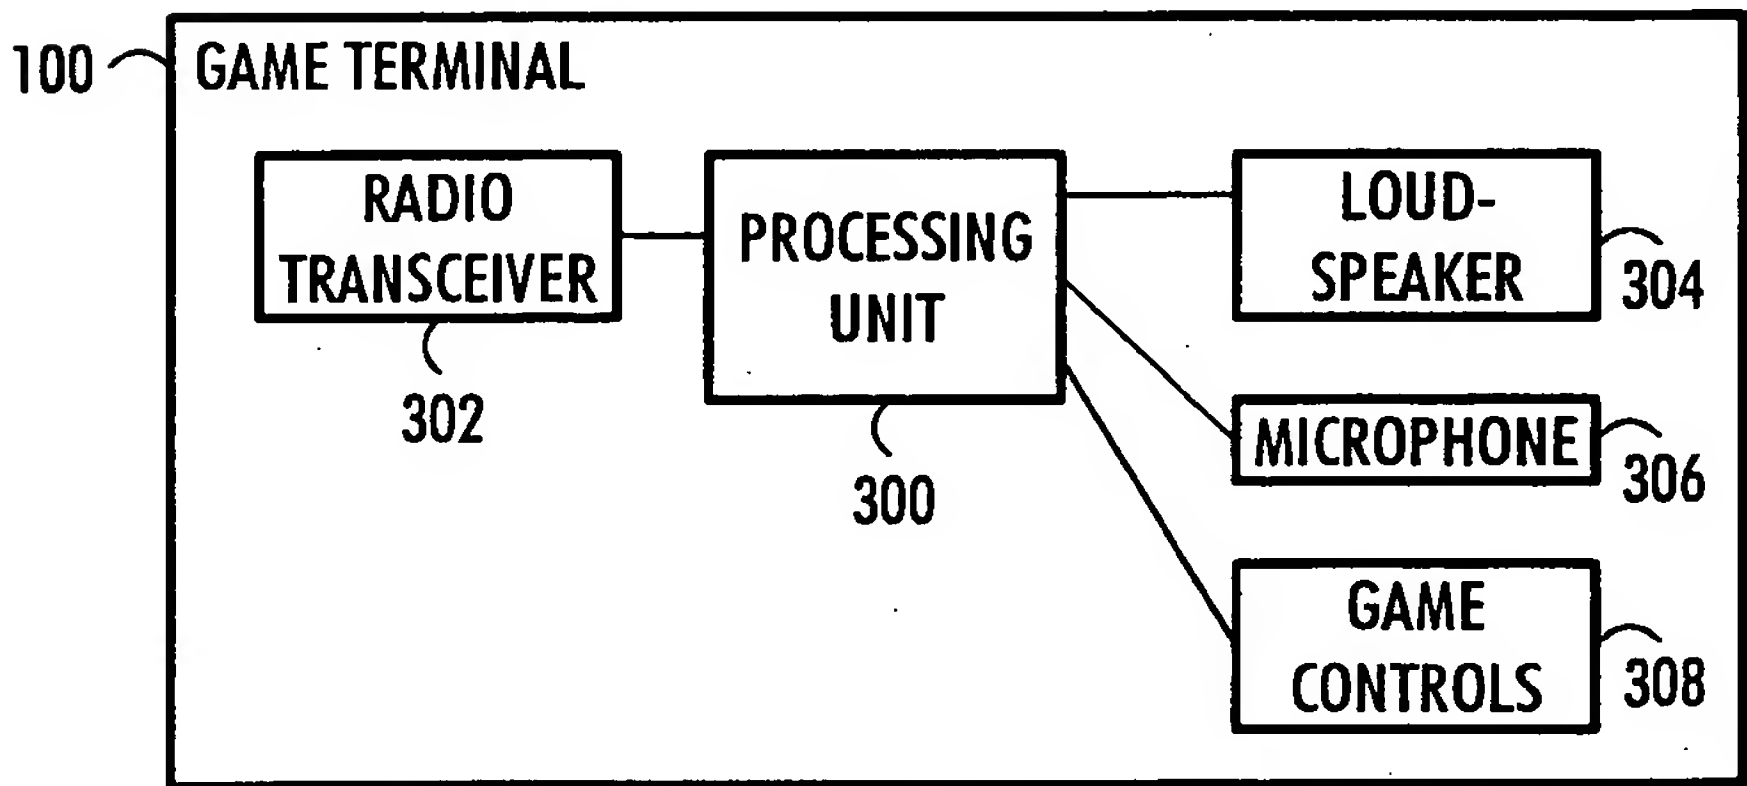 100
GAME TERMINAL
RADIO
TRANSCEIVER
302
PROCESSING
UNIT
300
LOUD-
SPEAKER
304
MICROPHONE
306
GAME
CONTROLS
308